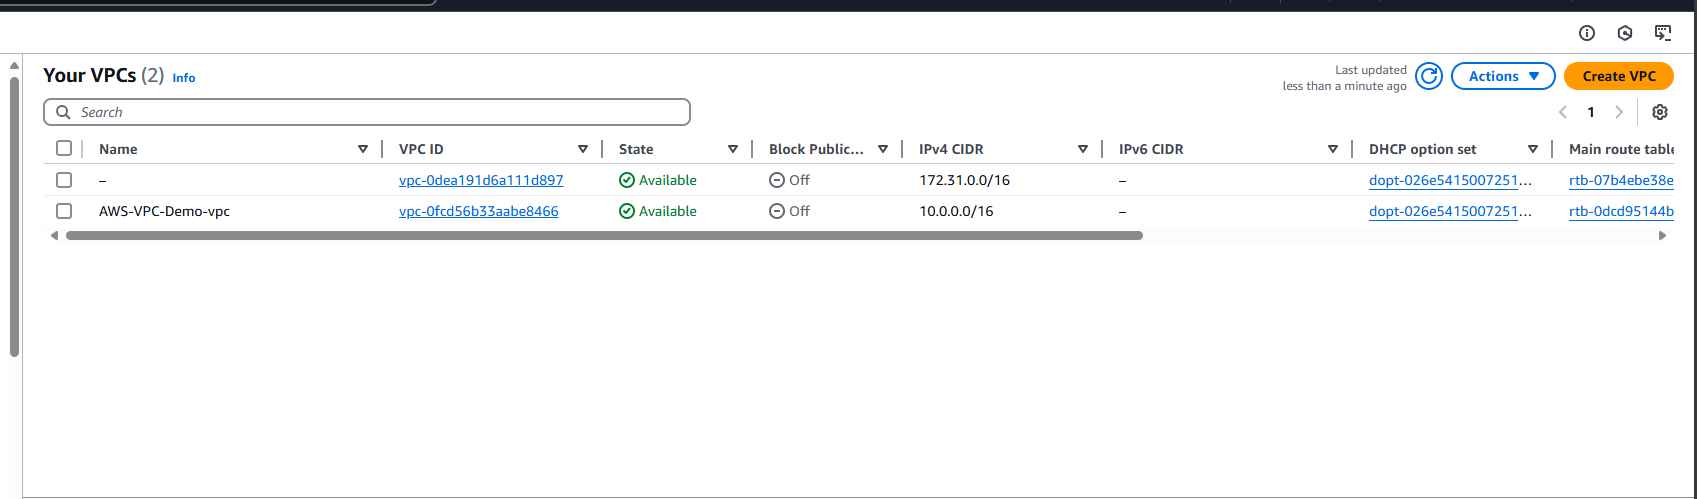 Your VPCs (2) Info
Last updated
less than a minute ago
Actions
Create VPC
Search
1
Name VPC ID State Block Public... IPv4 CIDR IPv6 CIDR DHCP option set Main route table
– vpc-0dea191d6a111d897 Available Off 172.31.0.0/16 – dopt-026e5415007251... rtb-07b4ebe38e
AWS-VPC-Demo-vpc vpc-0fcd56b33aabe8466 Available Off 10.0.0.0/16 – dopt-026e5415007251... rtb-0dcd95144b